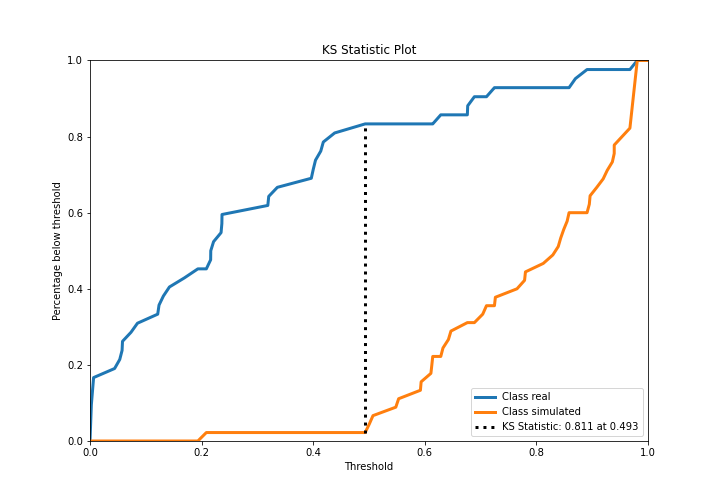 KS Statistic Plot
1.0
0.8
0.6
0.4
0.2
0.0
Percentage below threshold
Class real
Class simulated
KS Statistic: 0.811 at 0.493
0.0 0.2 0.4 0.6 0.8 1.0
Threshold